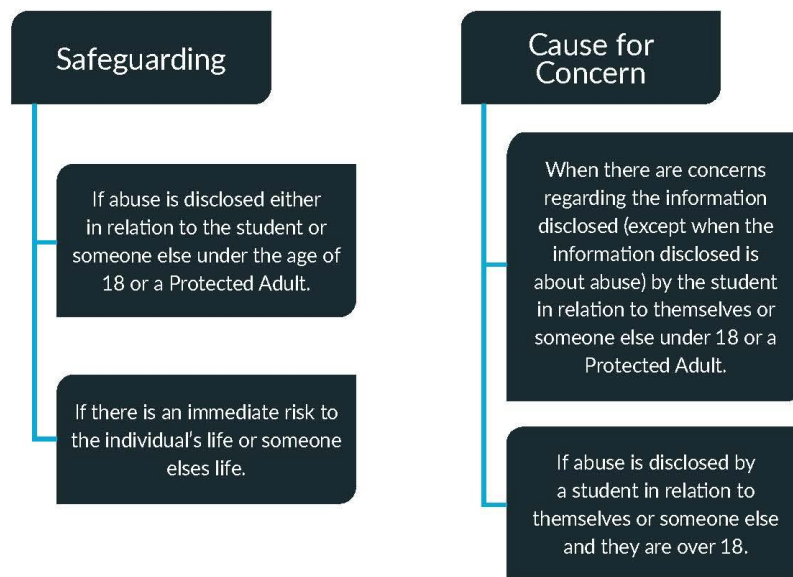 Safeguarding
If abuse is disclosed either
in relation to the student or
someone else under the age of
18 or a Protected Adult.
If there is an immediate risk to
the individual's life or someone
elses life.
Cause for
Concern
When there are concerns
regarding the information
disclosed (except when the
information disclosed is
about abuse) by the student
in relation to themselves or
someone else under 18 or a
Protected Adult.
If abuse is disclosed by
a student in relation to
themselves or someone else
and they are over 18.